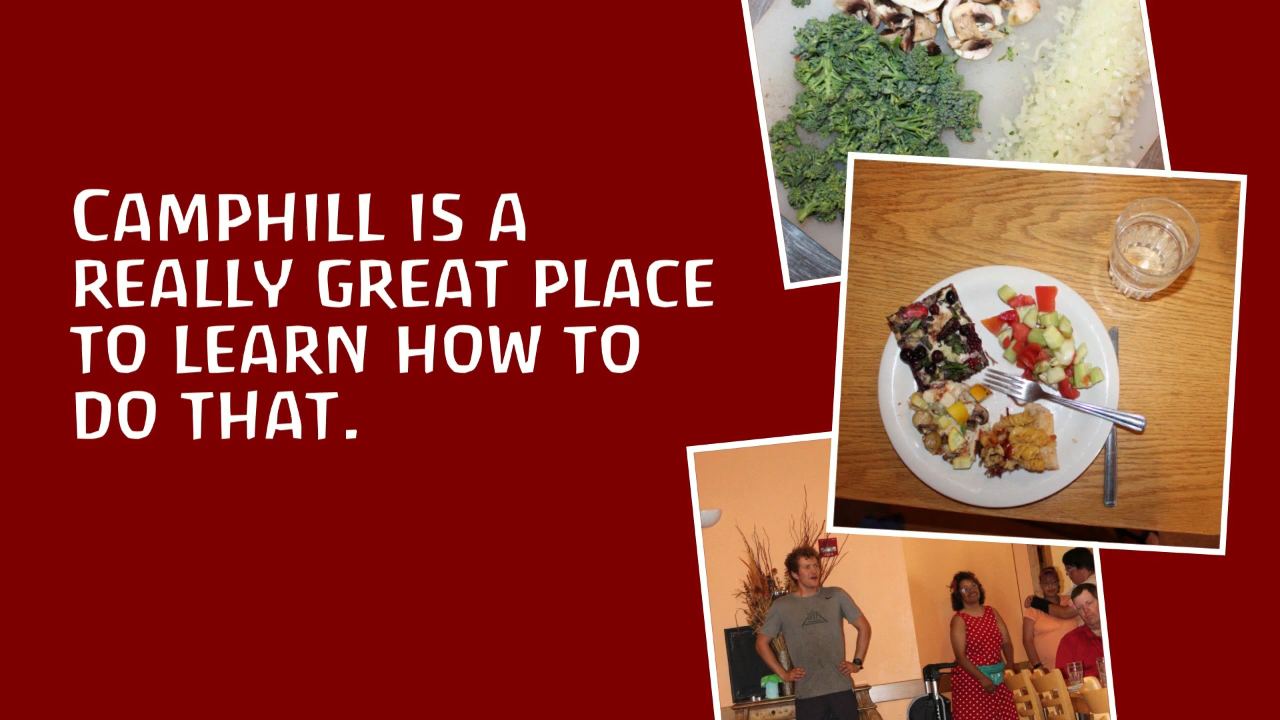 Camphill is a
really great place
to learn how to
do that.